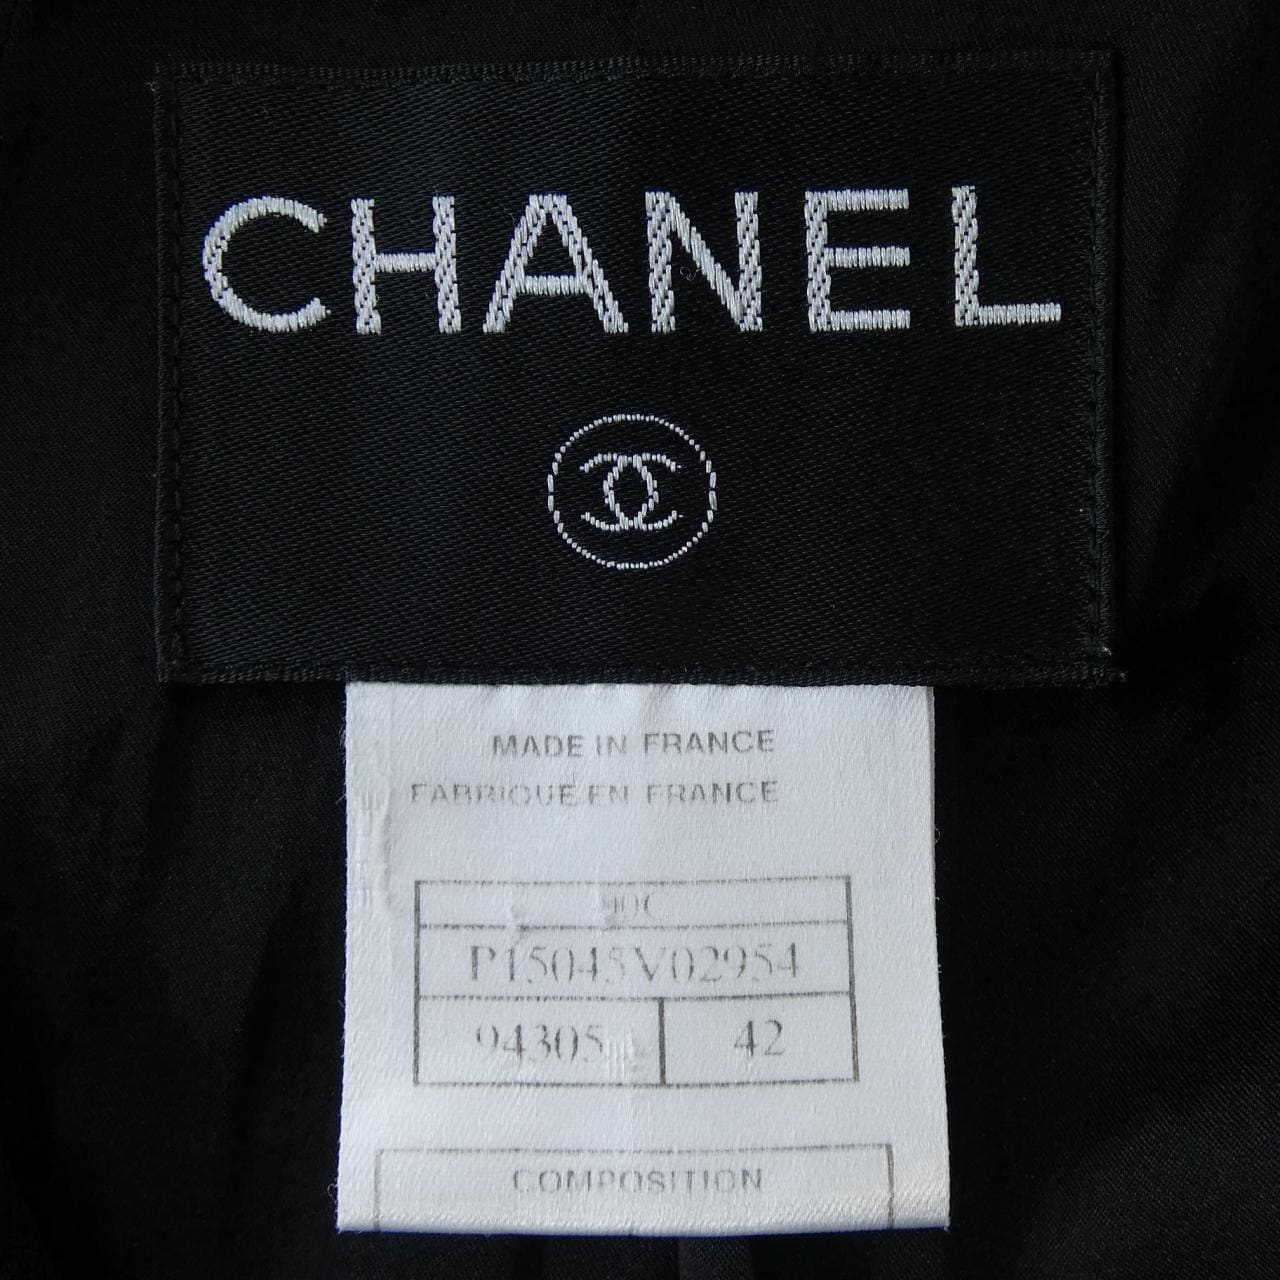 CHANEL
MADE IN FRANCE
FABRIQUE EN FRANCE
P15045V02954
94305 42
COMPOSITION